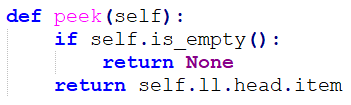 def peek(self):
    if self.is_empty():
        return None
    return self.ll.head.item